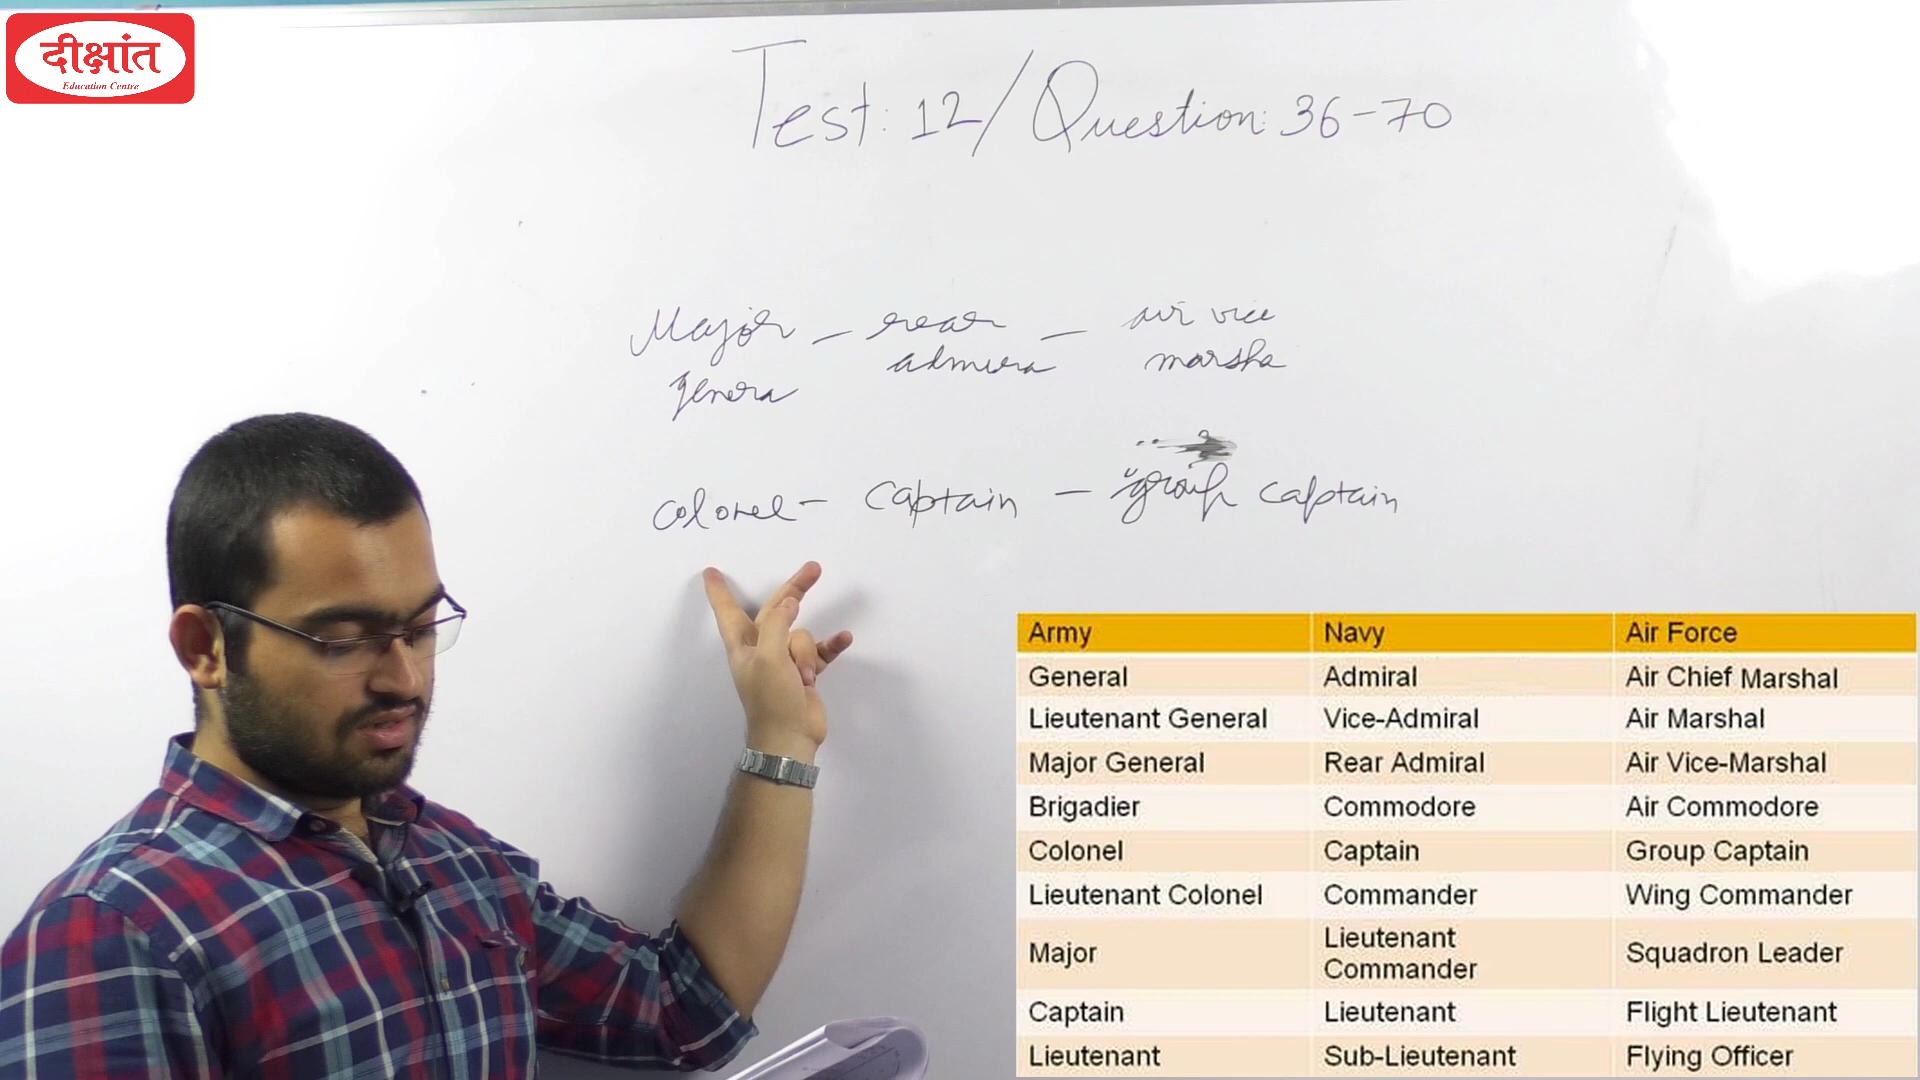 दीक्षांत
Education Centre
Test: 12/Question: 36-70
Major – rear – air vice
genera admira marsha
colonel – Captain – group captain
Army Navy Air Force
General Admiral Air Chief Marshal
Lieutenant General Vice-Admiral Air Marshal
Major General Rear Admiral Air Vice-Marshal
Brigadier Commodore Air Commodore
Colonel Captain Group Captain
Lieutenant Colonel Commander Wing Commander
Major Lieutenant Commander Squadron Leader
Captain Lieutenant Flight Lieutenant
Lieutenant Sub-Lieutenant Flying Officer